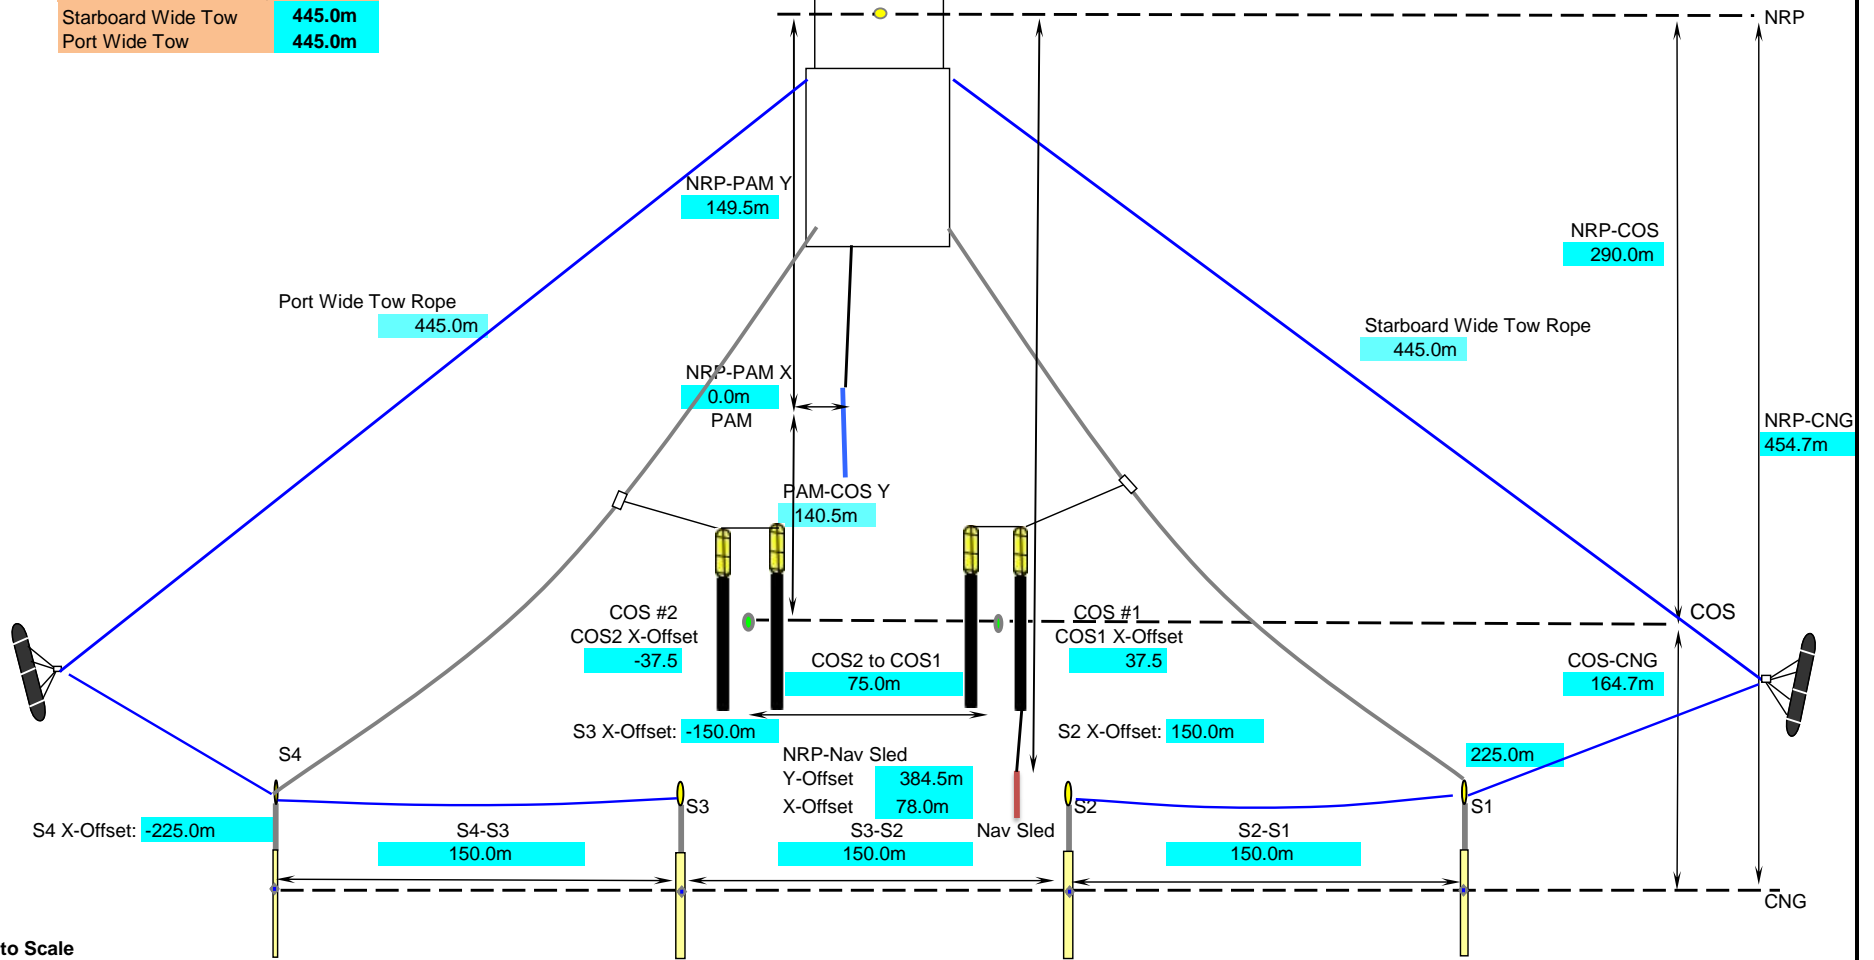 Starboard Wide Tow 445.0m
Port Wide Tow 445.0m
NRP
NRP-PAM Y
149.5m
NRP-COS
290.0m
Port Wide Tow Rope
445.0m
Starboard Wide Tow Rope
445.0m
NRP-PAM X
0.0m
PAM
NRP-CNG
454.7m
PAM-COS Y
140.5m
COS #2
COS2 X-Offset
-37.5
COS #1
COS1 X-Offset
37.5
COS
COS2 to COS1
75.0m
COS-CNG
164.7m
S3 X-Offset: -150.0m
S2 X-Offset: 150.0m
S4
NRP-Nav Sled
Y-Offset 384.5m
X-Offset 78.0m
225.0m
S3
S2
S1
S4 X-Offset: -225.0m
Nav Sled
S4-S3
150.0m
S3-S2
150.0m
S2-S1
150.0m
CNG
to Scale